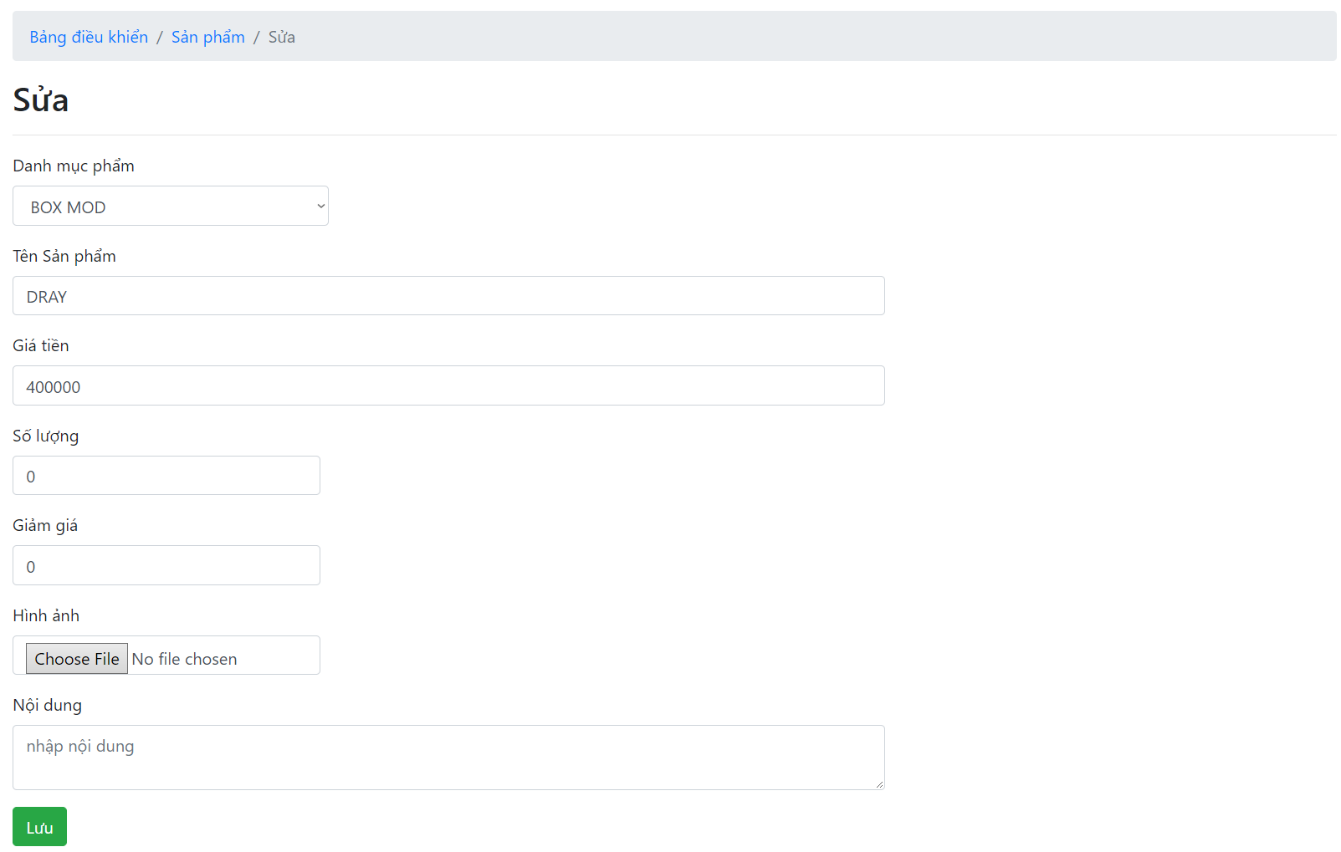 Bảng điều khiển / Sản phẩm / Sửa
Sửa
Danh mục phẩm
BOX MOD
Tên Sản phẩm
DRAY
Giá tiền
400000
Số lượng
0
Giảm giá
0
Hình ảnh
Choose File No file chosen
Nội dung
nhập nội dung
Lưu